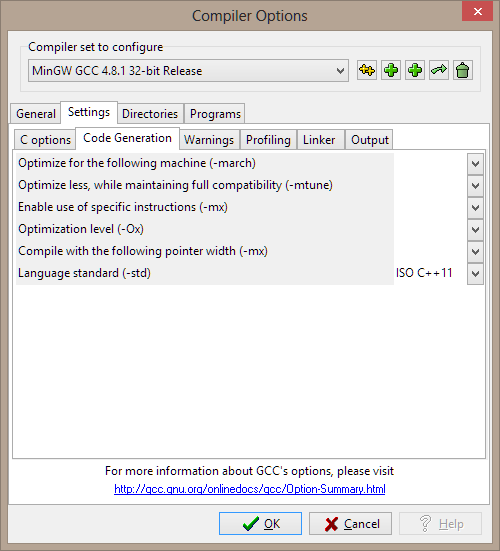 Compiler Options
Compiler set to configure
MinGW GCC 4.8.1 32-bit Release
General Settings Directories Programs
C options Code Generation Warnings Profiling Linker Output
Optimize for the following machine (-march)
Optimize less, while maintaining full compatibility (-mtune)
Enable use of specific instructions (-mx)
Optimization level (-Ox)
Compile with the following pointer width (-mx)
Language standard (-std) ISO C++11
For more information about GCC's options, please visit
http://gcc.gnu.org/onlinedocs/gcc/Option-Summary.html
OK Cancel ? Help